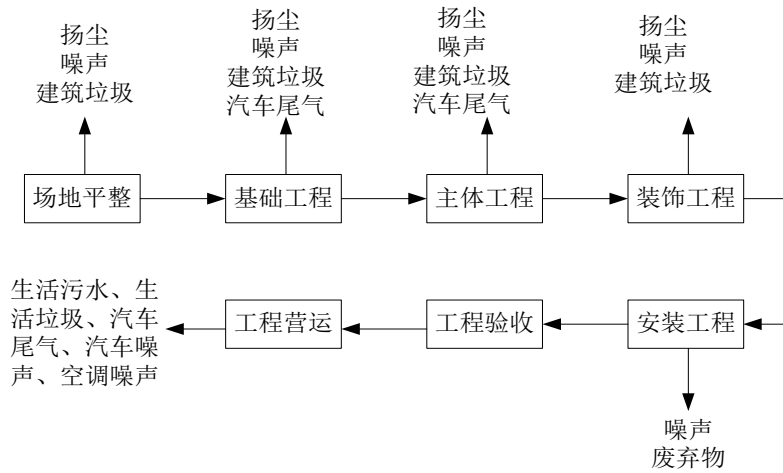 扬尘
噪声
建筑垃圾
扬尘
噪声
建筑垃圾
汽车尾气
扬尘
噪声
建筑垃圾
汽车尾气
扬尘
噪声
建筑垃圾
场地平整
基础工程
主体工程
装饰工程
生活污水、生
活垃圾、汽车
尾气、汽车噪
声、空调噪声
工程营运
工程验收
安装工程
噪声
废弃物